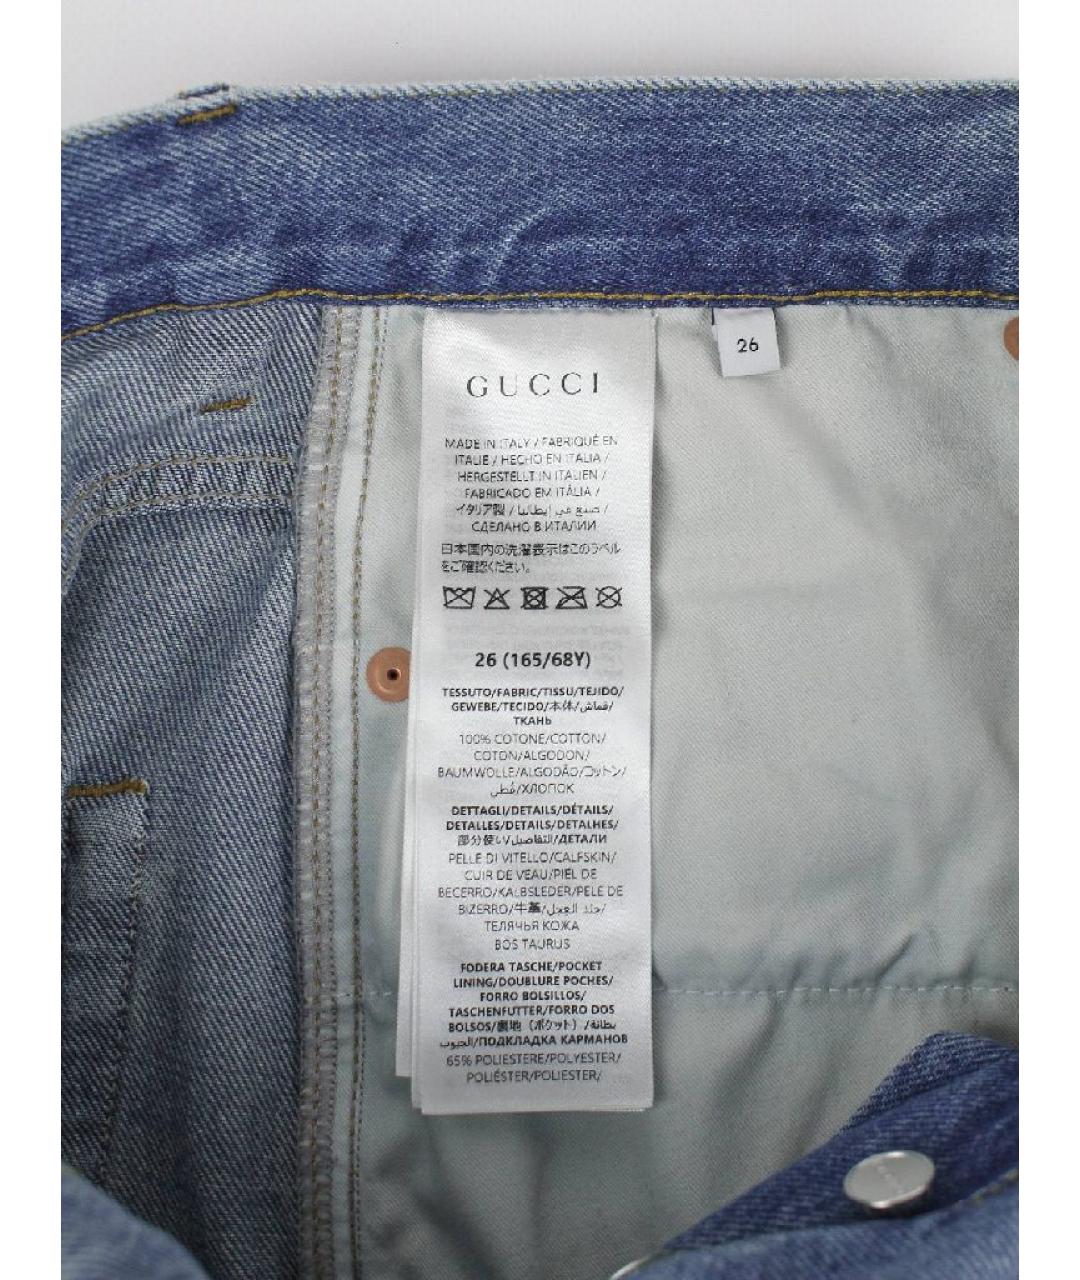 GUCCI
26
MADE IN ITALY / FABRIQUÉ EN
ITALIE / HECHO EN ITALIA /
HERGESTELLT IN ITALIEN /
FABRICADO EM ITÁLIA /
イタリア製 / صنع في إيطاليا /
СДЕЛАНО В ИТАЛИИ
日本国内の洗濯表示はこのラベル
をご確認ください。
26 (165/68Y)
TESSUTO/FABRIC/TISSU/TEJIDO/
GEWEBE/TECIDO/本体/قماش/
ТКАНЬ
100% COTONE/COTTON/
COTON/ALGODON/
BAUMWOLLE/ALGODÃO/コットン/
قطن/ХЛОПОК
DETTAGLI/DETAILS/DÉTAILS/
DETALLES/DETAILS/DETALHES/
部分使い/التفاصيل/ДЕТАЛИ
PELLE DI VITELLO/CALFSKIN/
CUIR DE VEAU/PIEL DE
BECERRO/KALBSLEDER/PELE DE
BIZERRO/牛革/جلد العجل/
ТЕЛЯЧЬЯ КОЖА
BOS TAURUS
FODERA TASCHE/POCKET
LINING/DOUBLURE POCHES/
FORRO BOLSILLOS/
TASCHENFUTTER/FORRO DOS
BOLSOS/裏地 (ポケット) /بطانة
الجيوب/ПОДКЛАДКА КАРМАНОВ
65% POLIESTERE/POLYESTER/
POLIÉSTER/POLIESTER/